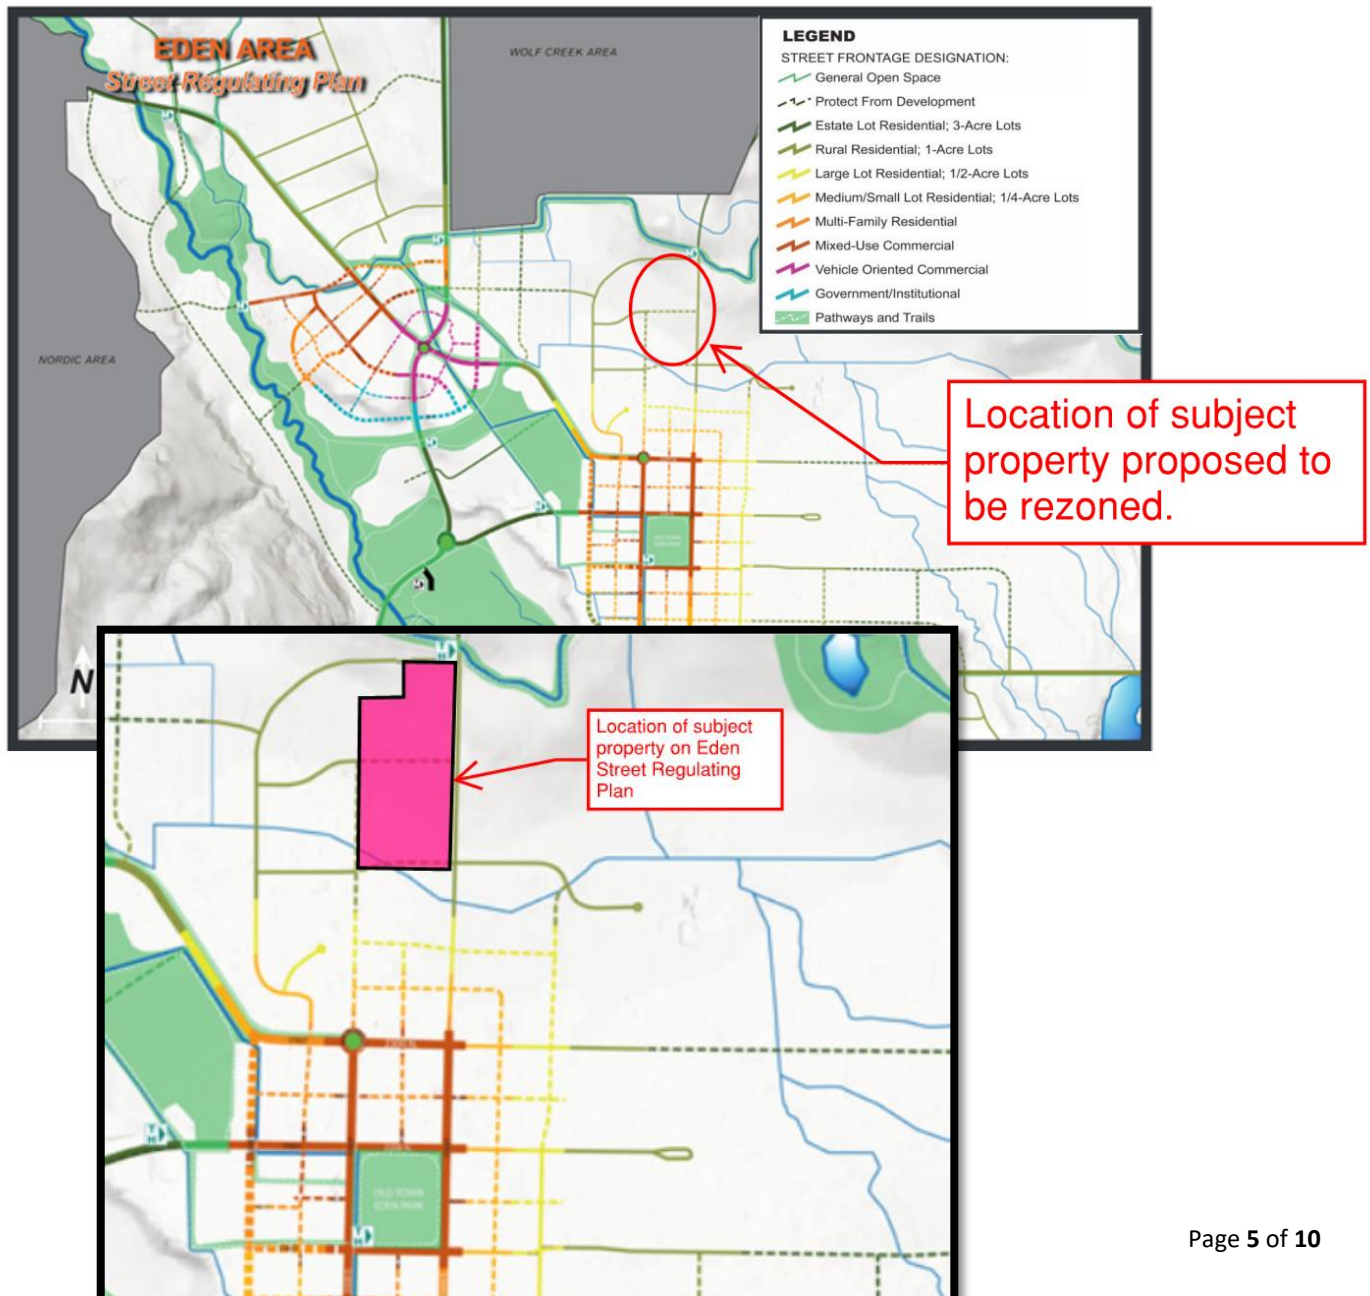 EDEN AREA
Street Regulating Plan
WOLF CREEK AREA
LEGEND
STREET FRONTAGE DESIGNATION:
General Open Space
Protect From Development
Estate Lot Residential; 3-Acre Lots
Rural Residential; 1-Acre Lots
Large Lot Residential; 1/2-Acre Lots
Medium/Small Lot Residential; 1/4-Acre Lots
Multi-Family Residential
Mixed-Use Commercial
Vehicle Oriented Commercial
Government/Institutional
Pathways and Trails
NORDIC AREA
Location of subject
property proposed to
be rezoned.
N
Location of subject
property on Eden
Street Regulating
Plan
OLD TOWN
EDEN PARK
Page 5 of 10